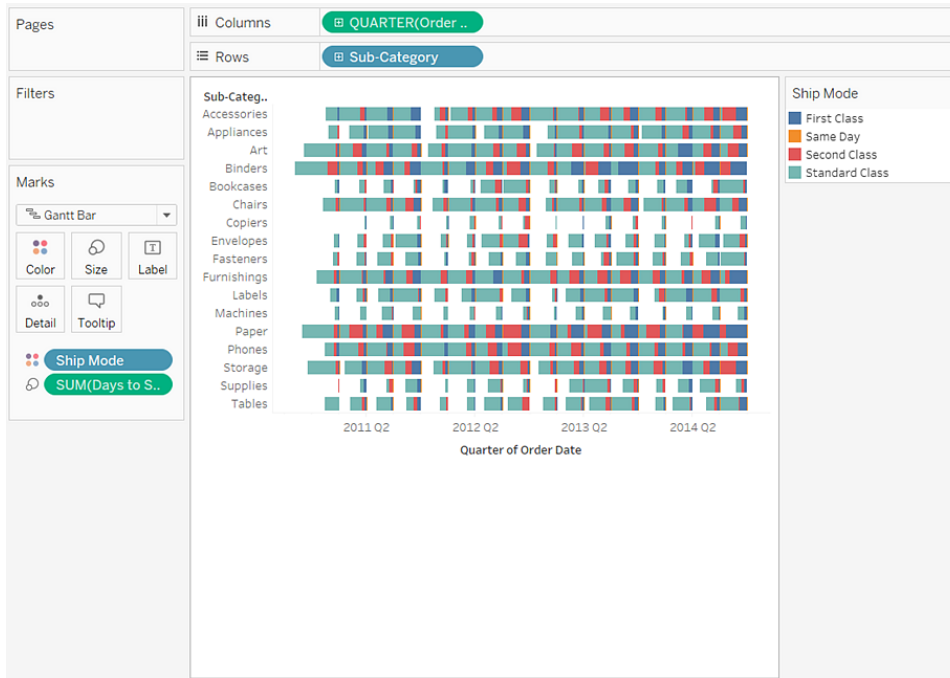 Pages
Columns
QUARTER(Order ..
Rows
Sub-Category
Filters
Marks
Gantt Bar
Color
Size
Label
Detail
Tooltip
Ship Mode
SUM(Days to S..
Sub-Categ..
Accessories
Appliances
Art
Binders
Bookcases
Chairs
Copiers
Envelopes
Fasteners
Furnishings
Labels
Machines
Paper
Phones
Storage
Supplies
Tables
2011 Q2 2012 Q2 2013 Q2 2014 Q2
Quarter of Order Date
Ship Mode
First Class
Same Day
Second Class
Standard Class